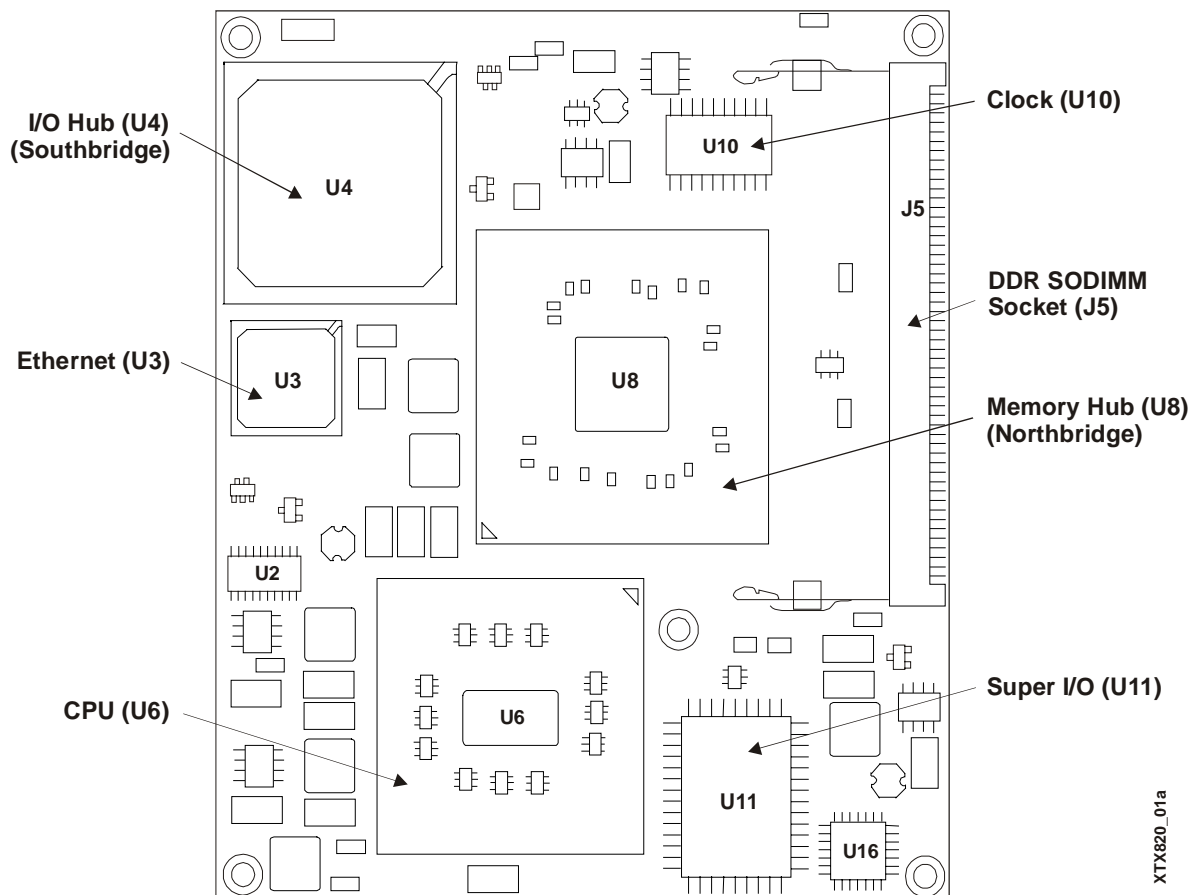 Clock (U10)
I/O Hub (U4)
(Southbridge)
U10
U4
J5
DDR SODIMM
Socket (J5)
Ethernet (U3)
U3
U8
Memory Hub (U8)
(Northbridge)
U2
CPU (U6)
U6
Super I/O (U11)
U11
U16
XTX820_01a